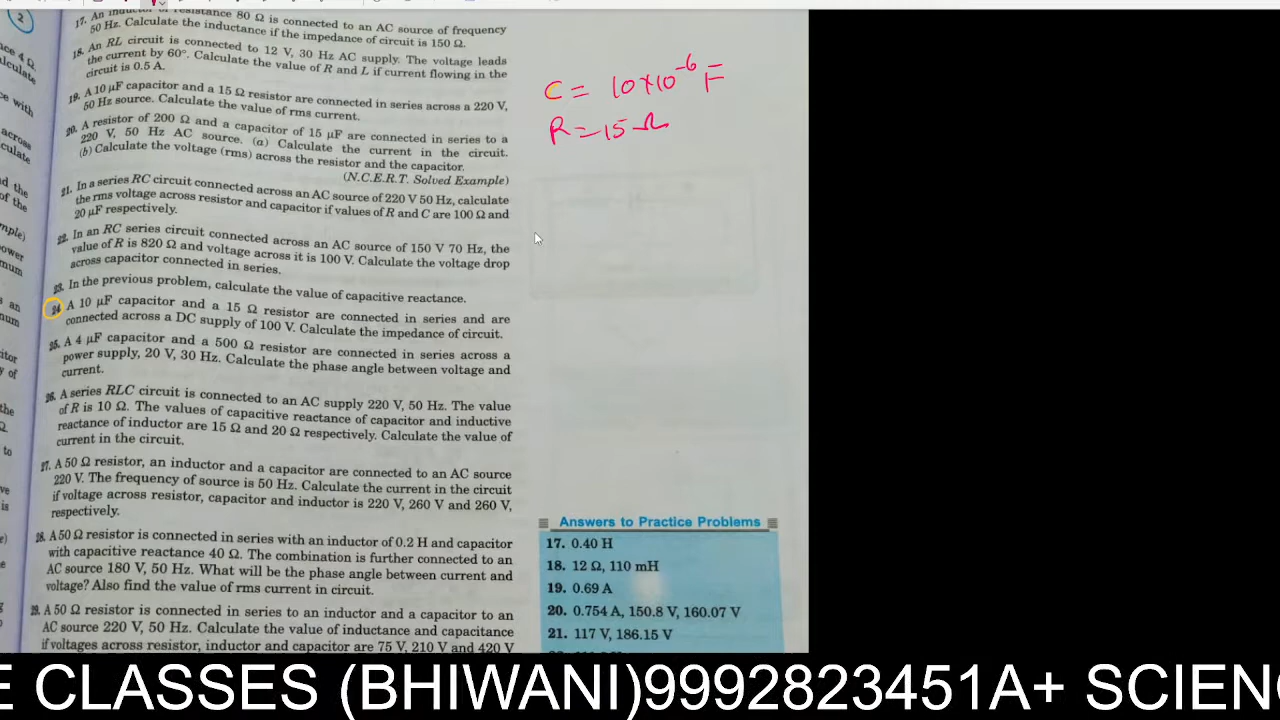 2
17. An inductor of resistance 80 Ω is connected to an AC source of frequency
50 Hz. Calculate the inductance if the impedance of circuit is 150 Ω.
18. An RL circuit is connected to 12 V, 30 Hz AC supply. The voltage leads
the current by 60°. Calculate the value of R and L if current flowing in the
circuit is 0.5 A.
19. A 10 µF capacitor and a 15 Ω resistor are connected in series across a 220 V,
50 Hz source. Calculate the value of rms current.
20. A resistor of 200 Ω and a capacitor of 15 µF are connected in series to a
220 V, 50 Hz AC source. (a) Calculate the current in the circuit.
(b) Calculate the voltage (rms) across the resistor and the capacitor.
(N.C.E.R.T. Solved Example)
21. In a series RC circuit connected across an AC source of 220 V 50 Hz, calculate
the rms voltage across resistor and capacitor if values of R and C are 100 Ω and
20 µF respectively.
22. In an RC series circuit connected across an AC source of 150 V 70 Hz, the
value of R is 820 Ω and voltage across it is 100 V. Calculate the voltage drop
across capacitor connected in series.
23. In the previous problem, calculate the value of capacitive reactance.
24. A 10 µF capacitor and a 15 Ω resistor are connected in series and are
connected across a DC supply of 100 V. Calculate the impedance of circuit.
25. A 4 µF capacitor and a 500 Ω resistor are connected in series across a
power supply, 20 V, 30 Hz. Calculate the phase angle between voltage and
current.
26. A series RLC circuit is connected to an AC supply 220 V, 50 Hz. The value
of R is 10 Ω. The values of capacitive reactance of capacitor and inductive
reactance of inductor are 15 Ω and 20 Ω respectively. Calculate the value of
current in the circuit.
27. A 50 Ω resistor, an inductor and a capacitor are connected to an AC source
220 V. The frequency of source is 50 Hz. Calculate the current in the circuit
if voltage across resistor, capacitor and inductor is 220 V, 260 V and 260 V,
respectively.
28. A 50 Ω resistor is connected in series with an inductor of 0.2 H and capacitor
with capacitive reactance 40 Ω. The combination is further connected to an
AC source 180 V, 50 Hz. What will be the phase angle between current and
voltage? Also find the value of rms current in circuit.
29. A 50 Ω resistor is connected in series to an inductor and a capacitor to an
AC source 220 V, 50 Hz. Calculate the value of inductance and capacitance
if voltages across resistor, inductor and capacitor are 75 V, 210 V and 420 V
C = 10×10⁻⁶ F
R = 15 Ω
Answers to Practice Problems
17. 0.40 H
18. 12 Ω, 110 mH
19. 0.69 A
20. 0.754 A, 150.8 V, 160.07 V
21. 117 V, 186.15 V
E CLASSES (BHIWANI)9992823451A+ SCIEN